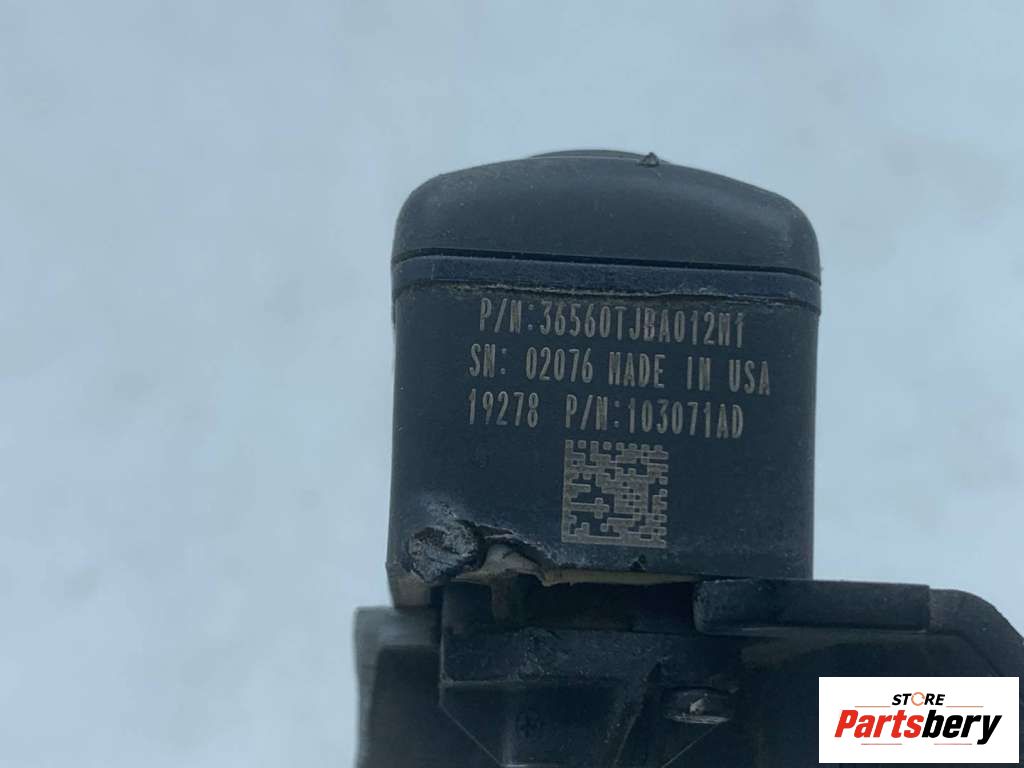 P/N:36560TJBA012M1
SN: 02076 MADE IN USA
19278 P/N:103071AD
STORE
Partsbery